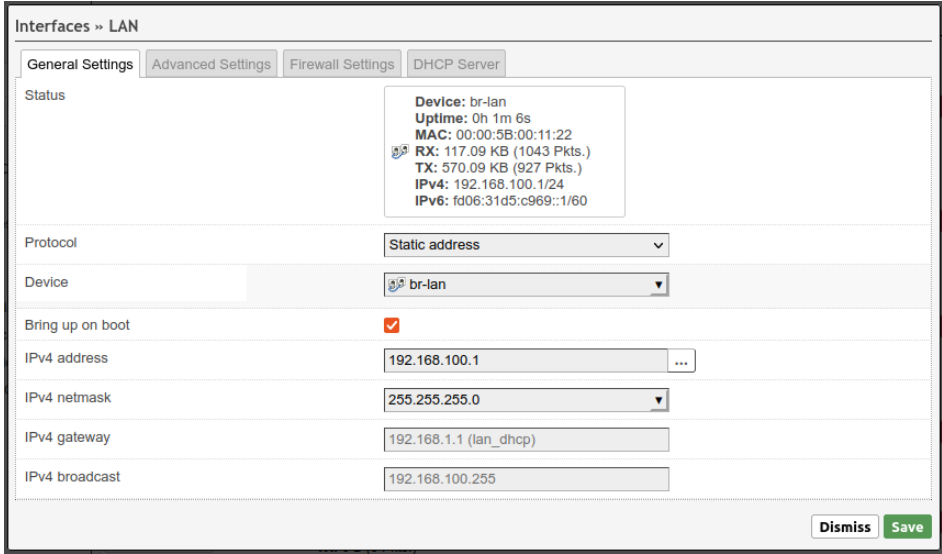 Interfaces » LAN
General Settings Advanced Settings Firewall Settings DHCP Server
Status
Device: br-lan
Uptime: 0h 1m 6s
MAC: 00:00:5B:00:11:22
RX: 117.09 KB (1043 Pkts.)
TX: 570.09 KB (927 Pkts.)
IPv4: 192.168.100.1/24
IPv6: fd06:31d5:c969::1/60
Protocol Static address
Device br-lan
Bring up on boot
IPv4 address 192.168.100.1 ...
IPv4 netmask 255.255.255.0
IPv4 gateway 192.168.1.1 (lan_dhcp)
IPv4 broadcast 192.168.100.255
Dismiss Save